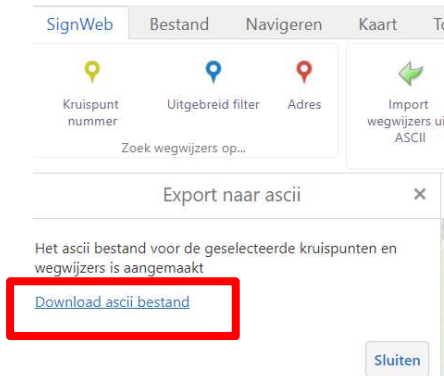 SignWeb Bestand Navigeren Kaart
Kruispunt nummer
Uitgebreid filter
Adres
Import wegwijzers ui
ASCII
Zoek wegwijzers op...
Export naar ascii ×
Het ascii bestand voor de geselecteerde kruispunten en
wegwijzers is aangemaakt
Download ascii bestand
Sluiten